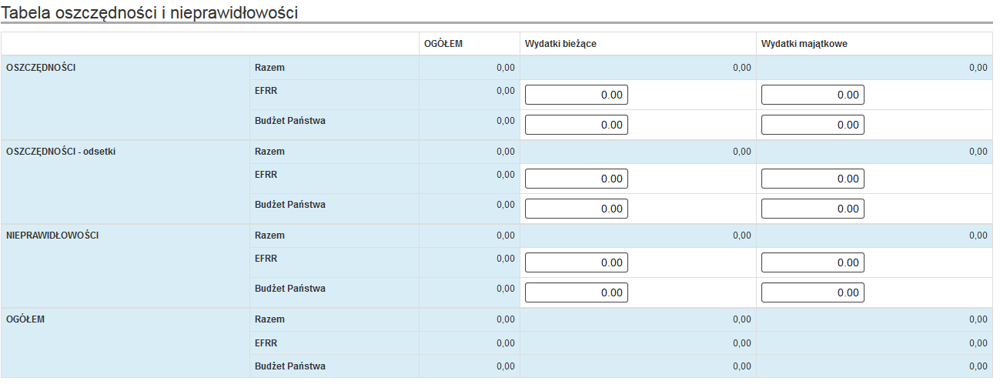 Tabela oszczędności i nieprawidłowości
OGÓŁEM Wydatki bieżące Wydatki majątkowe
OSZCZĘDNOŚCI Razem 0,00 0,00 0,00
EFRR 0,00 0.00 0.00
Budżet Państwa 0,00 0.00 0.00
OSZCZĘDNOŚCI - odsetki Razem 0,00 0,00 0,00
EFRR 0,00 0.00 0.00
Budżet Państwa 0,00 0.00 0.00
NIEPRAWIDŁOWOŚCI Razem 0,00 0,00 0,00
EFRR 0,00 0.00 0.00
Budżet Państwa 0,00 0.00 0.00
OGÓŁEM Razem 0,00 0,00 0,00
EFRR 0,00 0,00 0,00
Budżet Państwa 0,00 0,00 0,00